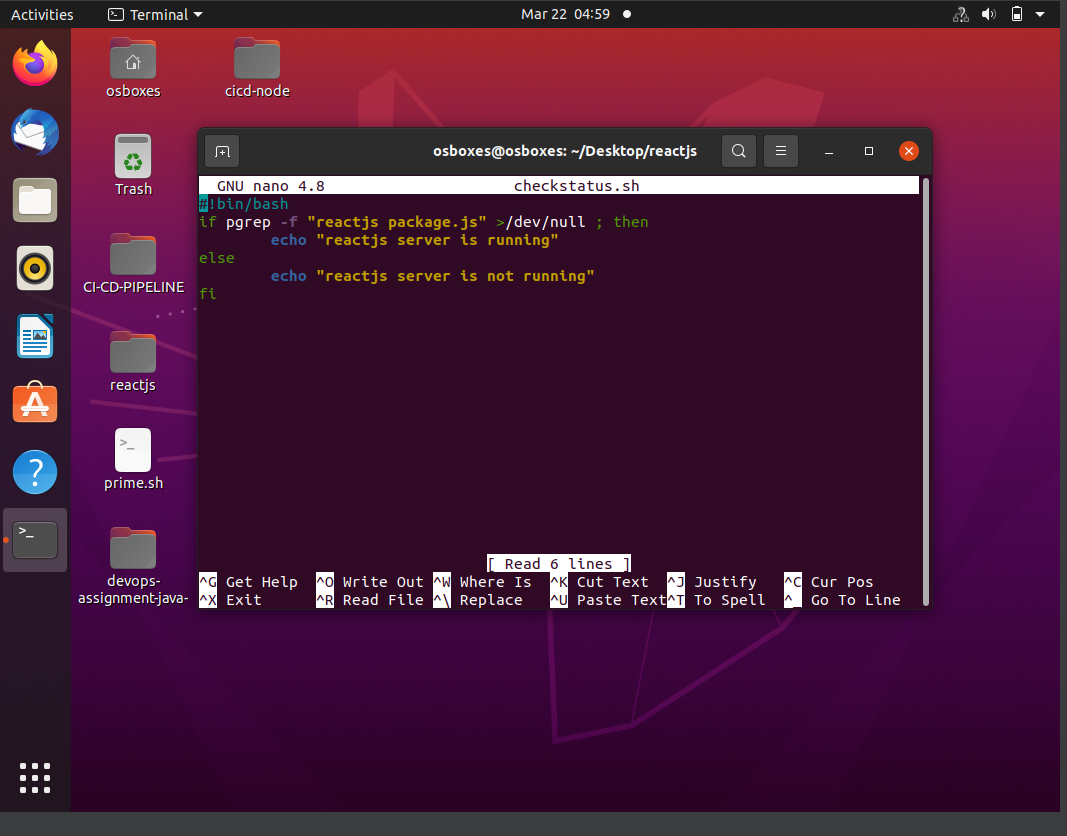 Activities
Terminal
Mar 22 04:59
osboxes
cicd-node
Trash
CI-CD-PIPELINE
reactjs
>_
prime.sh
devops-
assignment-java-
?
>_
osboxes@osboxes: ~/Desktop/reactjs
GNU nano 4.8 checkstatus.sh
#!bin/bash
if pgrep -f "reactjs package.js" >/dev/null ; then
echo "reactjs server is running"
else
echo "reactjs server is not running"
fi
[ Read 6 lines ]
^G Get Help ^O Write Out ^W Where Is ^K Cut Text ^J Justify ^C Cur Pos
^X Exit ^R Read File ^\ Replace ^U Paste Text ^T To Spell ^_ Go To Line